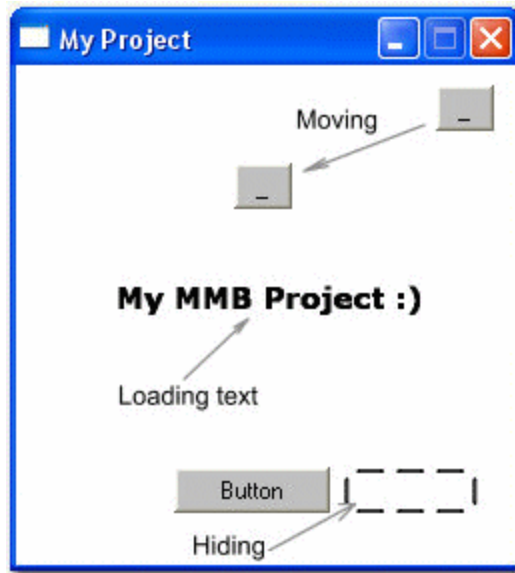 My Project
Moving
_
_
My MMB Project :)
Loading text
Button
Hiding